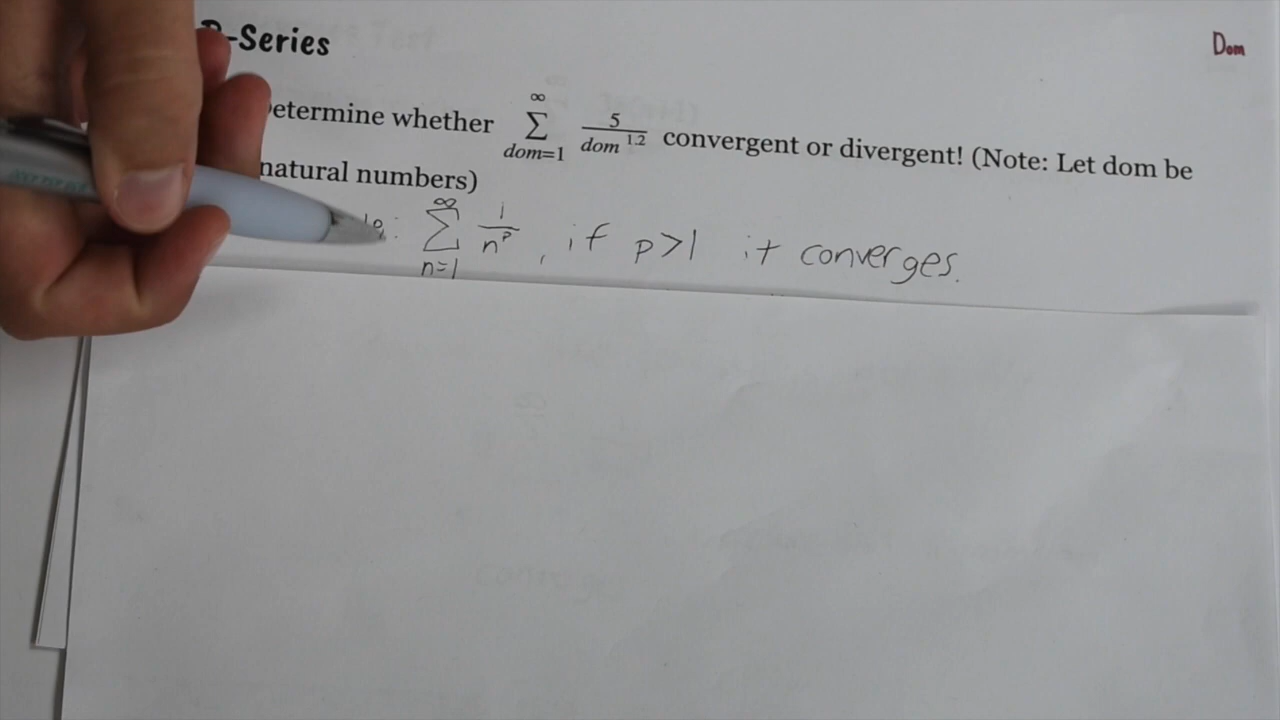 -Series
Dom
etermine whether ∞ Σ dom=1 5/dom^1.2 convergent or divergent! (Note: Let dom be
natural numbers)
: ∞ Σ n=1 1/n^p, if p>1 it converges.